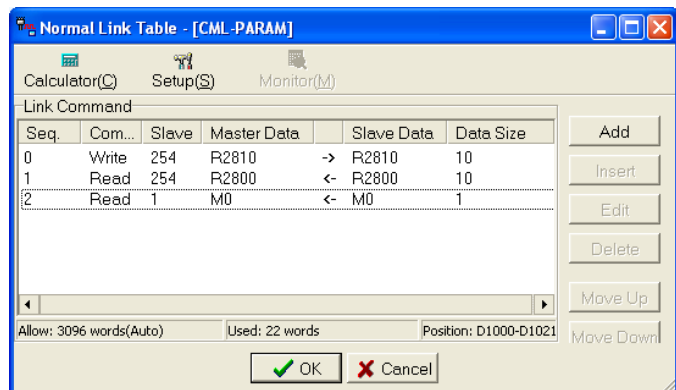 Normal Link Table - [CML-PARAM]
Calculator(C) Setup(S) Monitor(M)
Link Command
Seq. Com... Slave Master Data Slave Data Data Size
0 Write 254 R2810 -> R2810 10
1 Read 254 R2800 <- R2800 10
2 Read 1 M0 <- M0 1
Add
Insert
Edit
Delete
Move Up
Move Down
Allow: 3096 words(Auto) Used: 22 words Position: D1000-D1021
OK Cancel